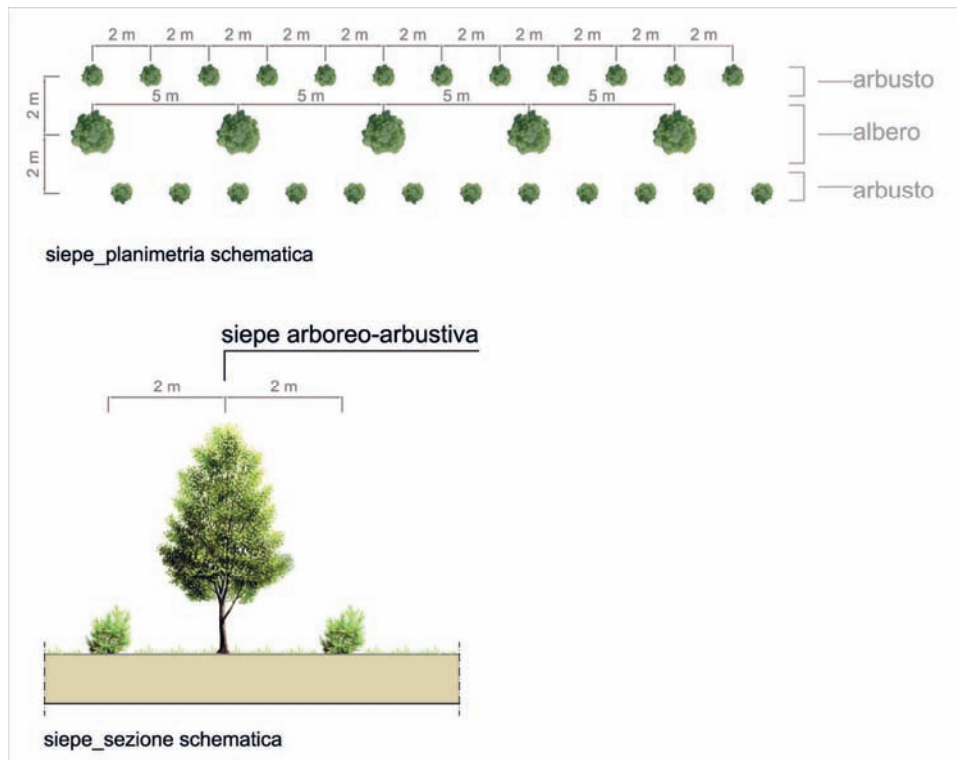 2 m 2 m 2 m 2 m 2 m 2 m 2 m 2 m 2 m 2 m 2 m
arbusto
5 m 5 m 5 m 5 m
2 m
albero
2 m
arbusto
siepe_planimetria schematica
siepe arboreo-arbustiva
2 m 2 m
siepe_sezione schematica